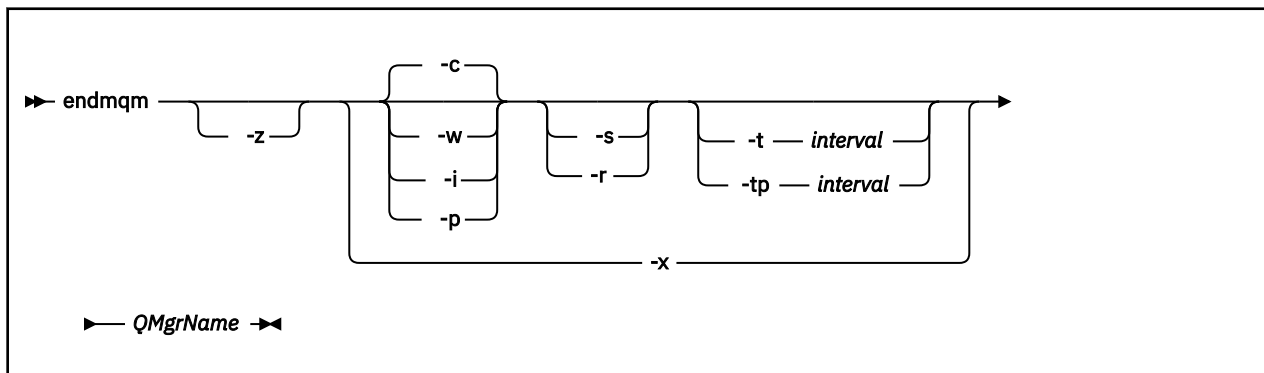 -c
endmqm
-z
-w
-s
-t interval
-i
-r
-tp interval
-p
-x
QMgrName